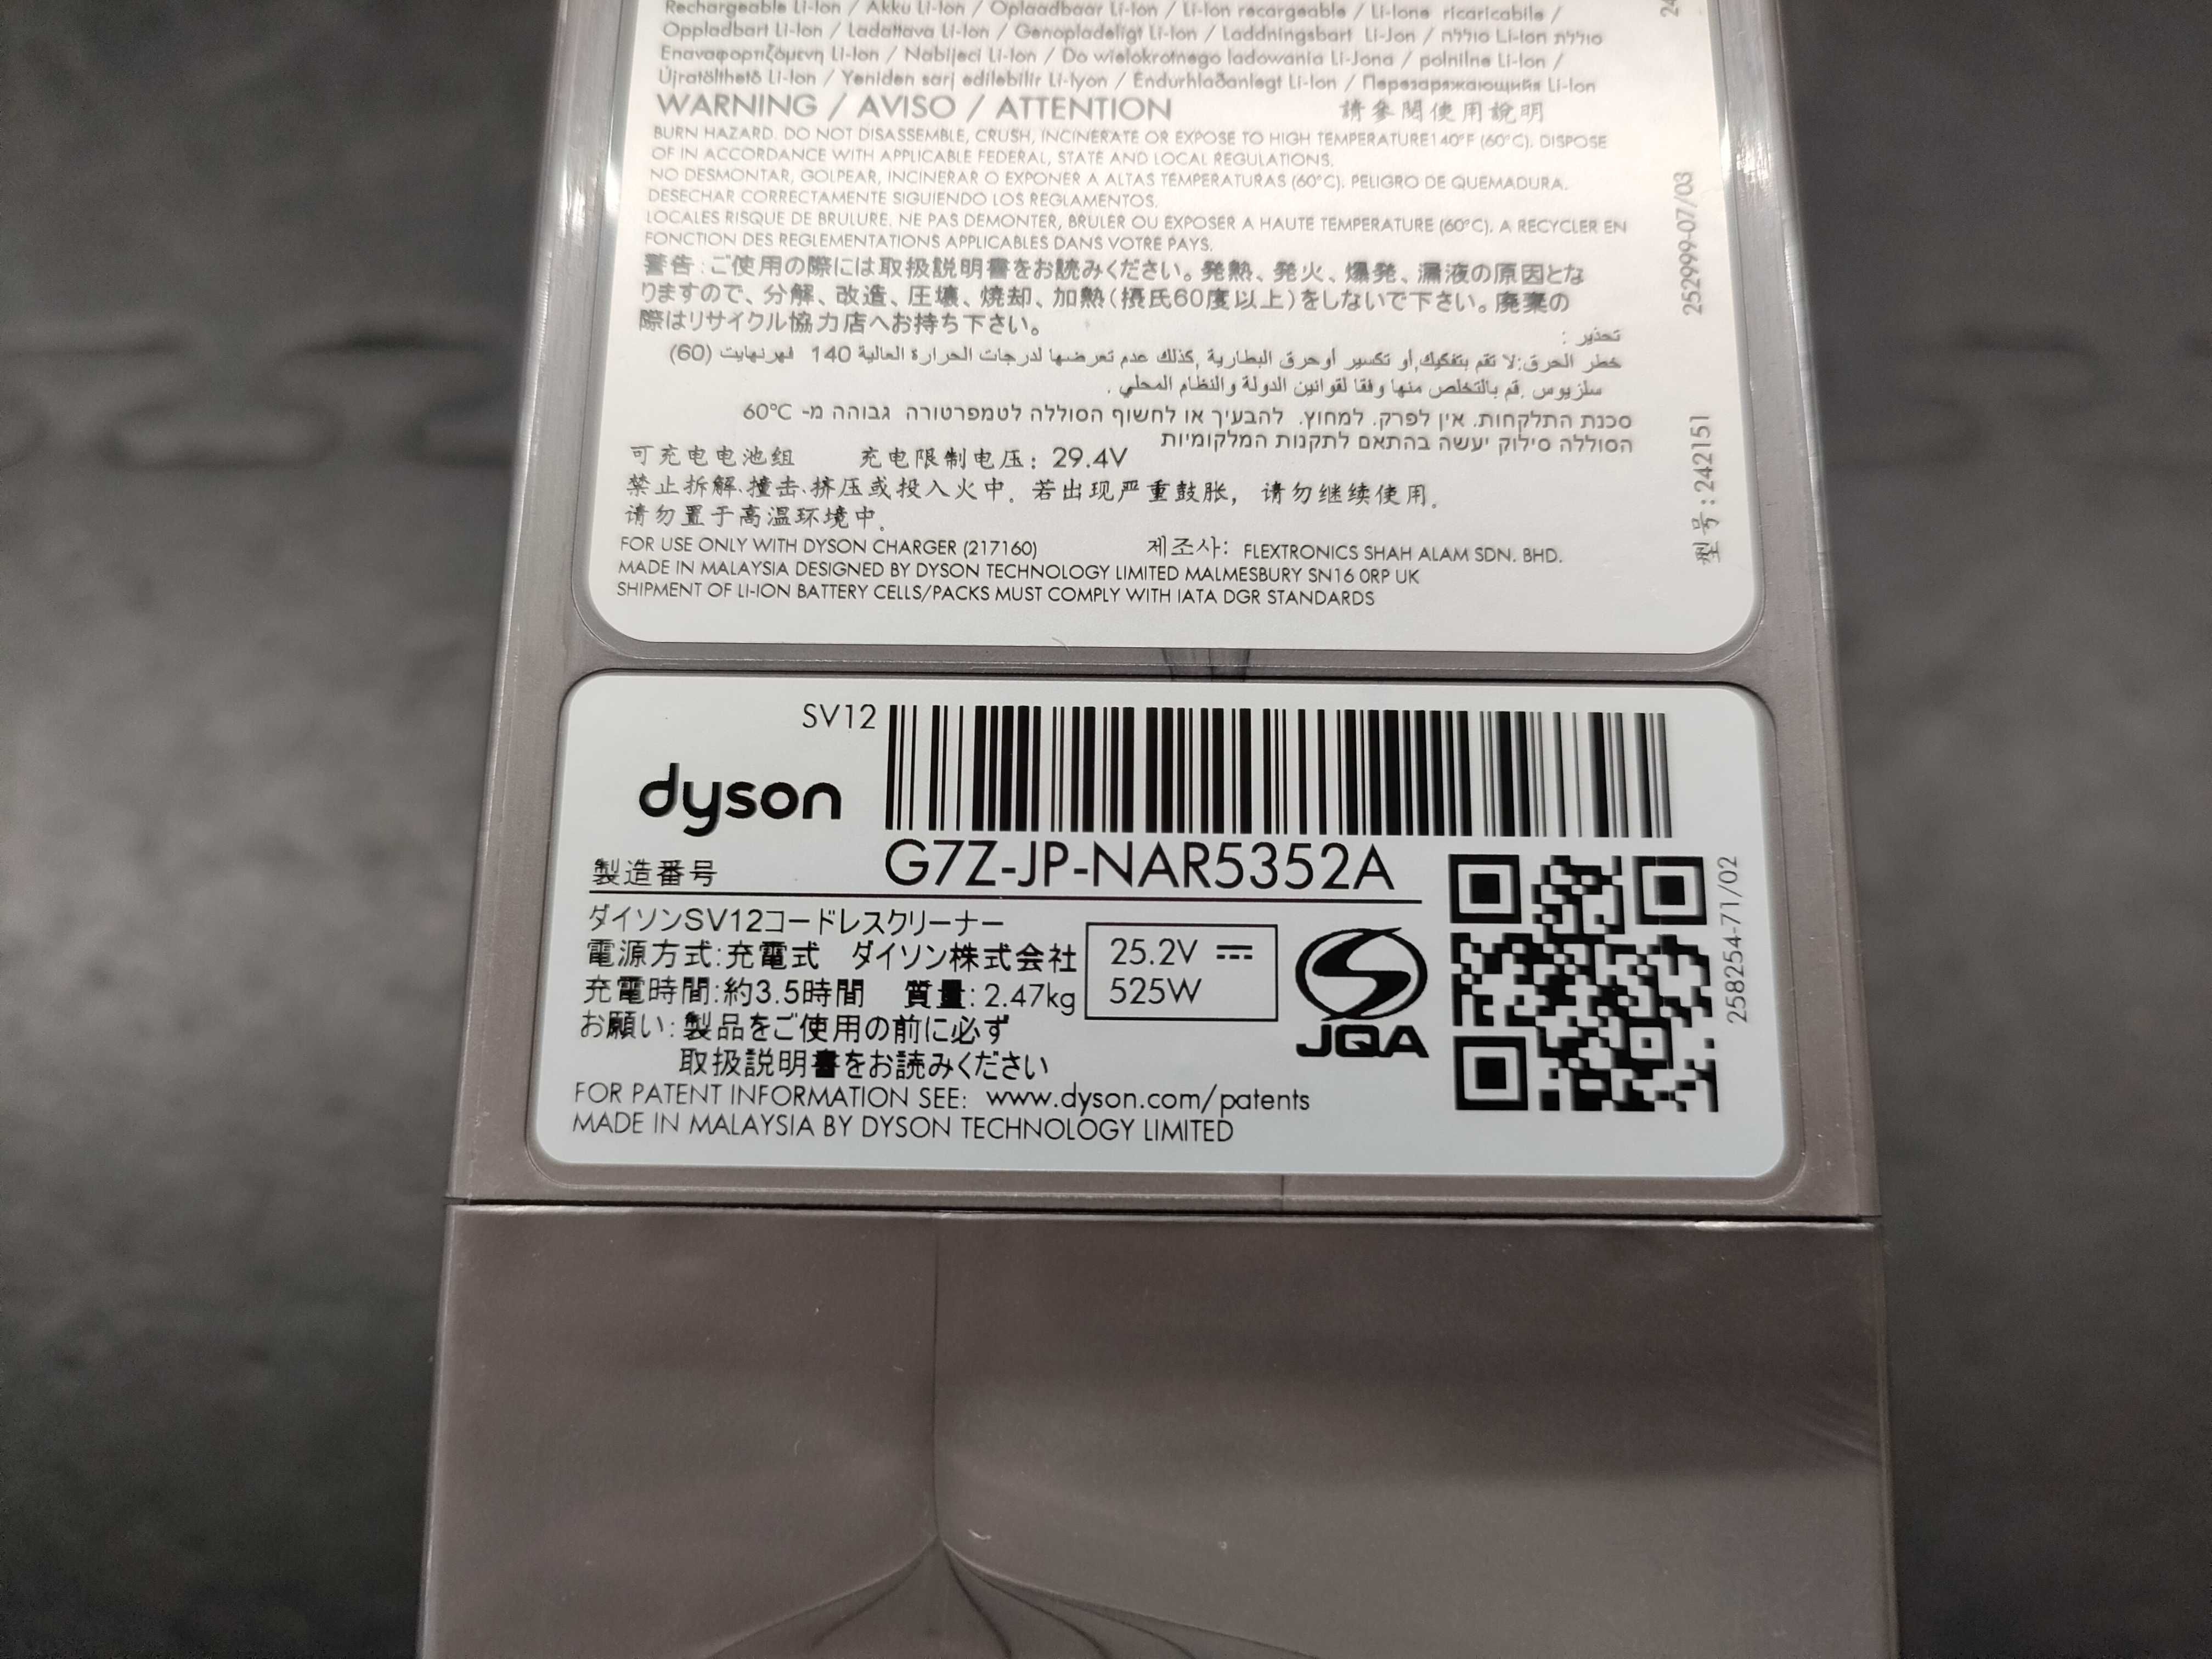 Rechargeable Li-Ion / Akku Li-Ion / Oplaadbaar Li-Ion / Li-Ion recargeable / Li-Ione ricaricabile /
Oppladbart Li-Ion / Ladattava Li-Ion / Genopladeligt Li-Ion / Laddningsbart Li-Jon / סוללה Li-Ion סוללת
Επαναφορτιζόμενη Li-Ion / Nabíjecí Li-Ion / Do wielokrotnego ładowania Li-Jona / polnilne Li-Ion /
Újratölthető Li-Ion / Yeniden sarj edilebilir Li-Iyon / Endurhlaðanlegt Li-Ion / Перезаряжающийя Li-Ion
WARNING / AVISO / ATTENTION 請參閱使用說明
BURN HAZARD. DO NOT DISASSEMBLE, CRUSH, INCINERATE OR EXPOSE TO HIGH TEMPERATURE140°F (60°C). DISPOSE
OF IN ACCORDANCE WITH APPLICABLE FEDERAL, STATE AND LOCAL REGULATIONS.
NO DESMONTAR, GOLPEAR, INCINERAR O EXPONER A ALTAS TEMPERATURAS (60°C). PELIGRO DE QUEMADURA.
DESECHAR CORRECTAMENTE SIGUIENDO LOS REGLAMENTOS.
LOCALES RISQUE DE BRULURE. NE PAS DEMONTER, BRULER OU EXPOSER A HAUTE TEMPERATURE (60°C). A RECYCLER EN
FONCTION DES REGLEMENTATIONS APPLICABLES DANS VOTRE PAYS.
警告:ご使用の際には取扱説明書をお読みください。発熱、発火、爆発、漏液の原因とな
りますので、分解、改造、圧壊、焼却、加熱(摂氏60度以上)をしないで下さい。廃棄の
際はリサイクル協力店へお持ち下さい。
تحذير :
خطر الحرق:لا تقم بتفكيك,أو تكسير أوحرق البطارية ,كذلك عدم تعرضها لدرجات الحرارة العالية 140 فهرنهايت (60)
سلزيوس .قم بالتخلص منها وفقا لقوانين الدولة والنظام المحلي .
סכנת התלקחות. אין לפרק, למחוץ, להבעיך או לחשוף הסוללה לטמפרטורה גבוהה מ- 60°C
הסוללה סילוק יעשה בהתאם לתקנות המלקומיות
可充电电池组 充电限制电压: 29.4V
禁止拆解、撞击、挤压或投入火中。若出现严重鼓胀, 请勿继续使用。
请勿置于高温环境中。
FOR USE ONLY WITH DYSON CHARGER (217160) 제조사: FLEXTRONICS SHAH ALAM SDN. BHD.
MADE IN MALAYSIA DESIGNED BY DYSON TECHNOLOGY LIMITED MALMESBURY SN16 0RP UK
SHIPMENT OF LI-ION BATTERY CELLS/PACKS MUST COMPLY WITH IATA DGR STANDARDS
252999-07/03
型号: 242151
SV12
dyson
製造番号 G7Z-JP-NAR5352A
ダイソンSV12コードレスクリーナー
電源方式:充電式 ダイソン株式会社
充電時間:約3.5時間 質量:2.47kg
25.2V
525W
JQA
お願い:製品をご使用の前に必ず
取扱説明書をお読みください
FOR PATENT INFORMATION SEE: www.dyson.com/patents
MADE IN MALAYSIA BY DYSON TECHNOLOGY LIMITED
258254-71/02